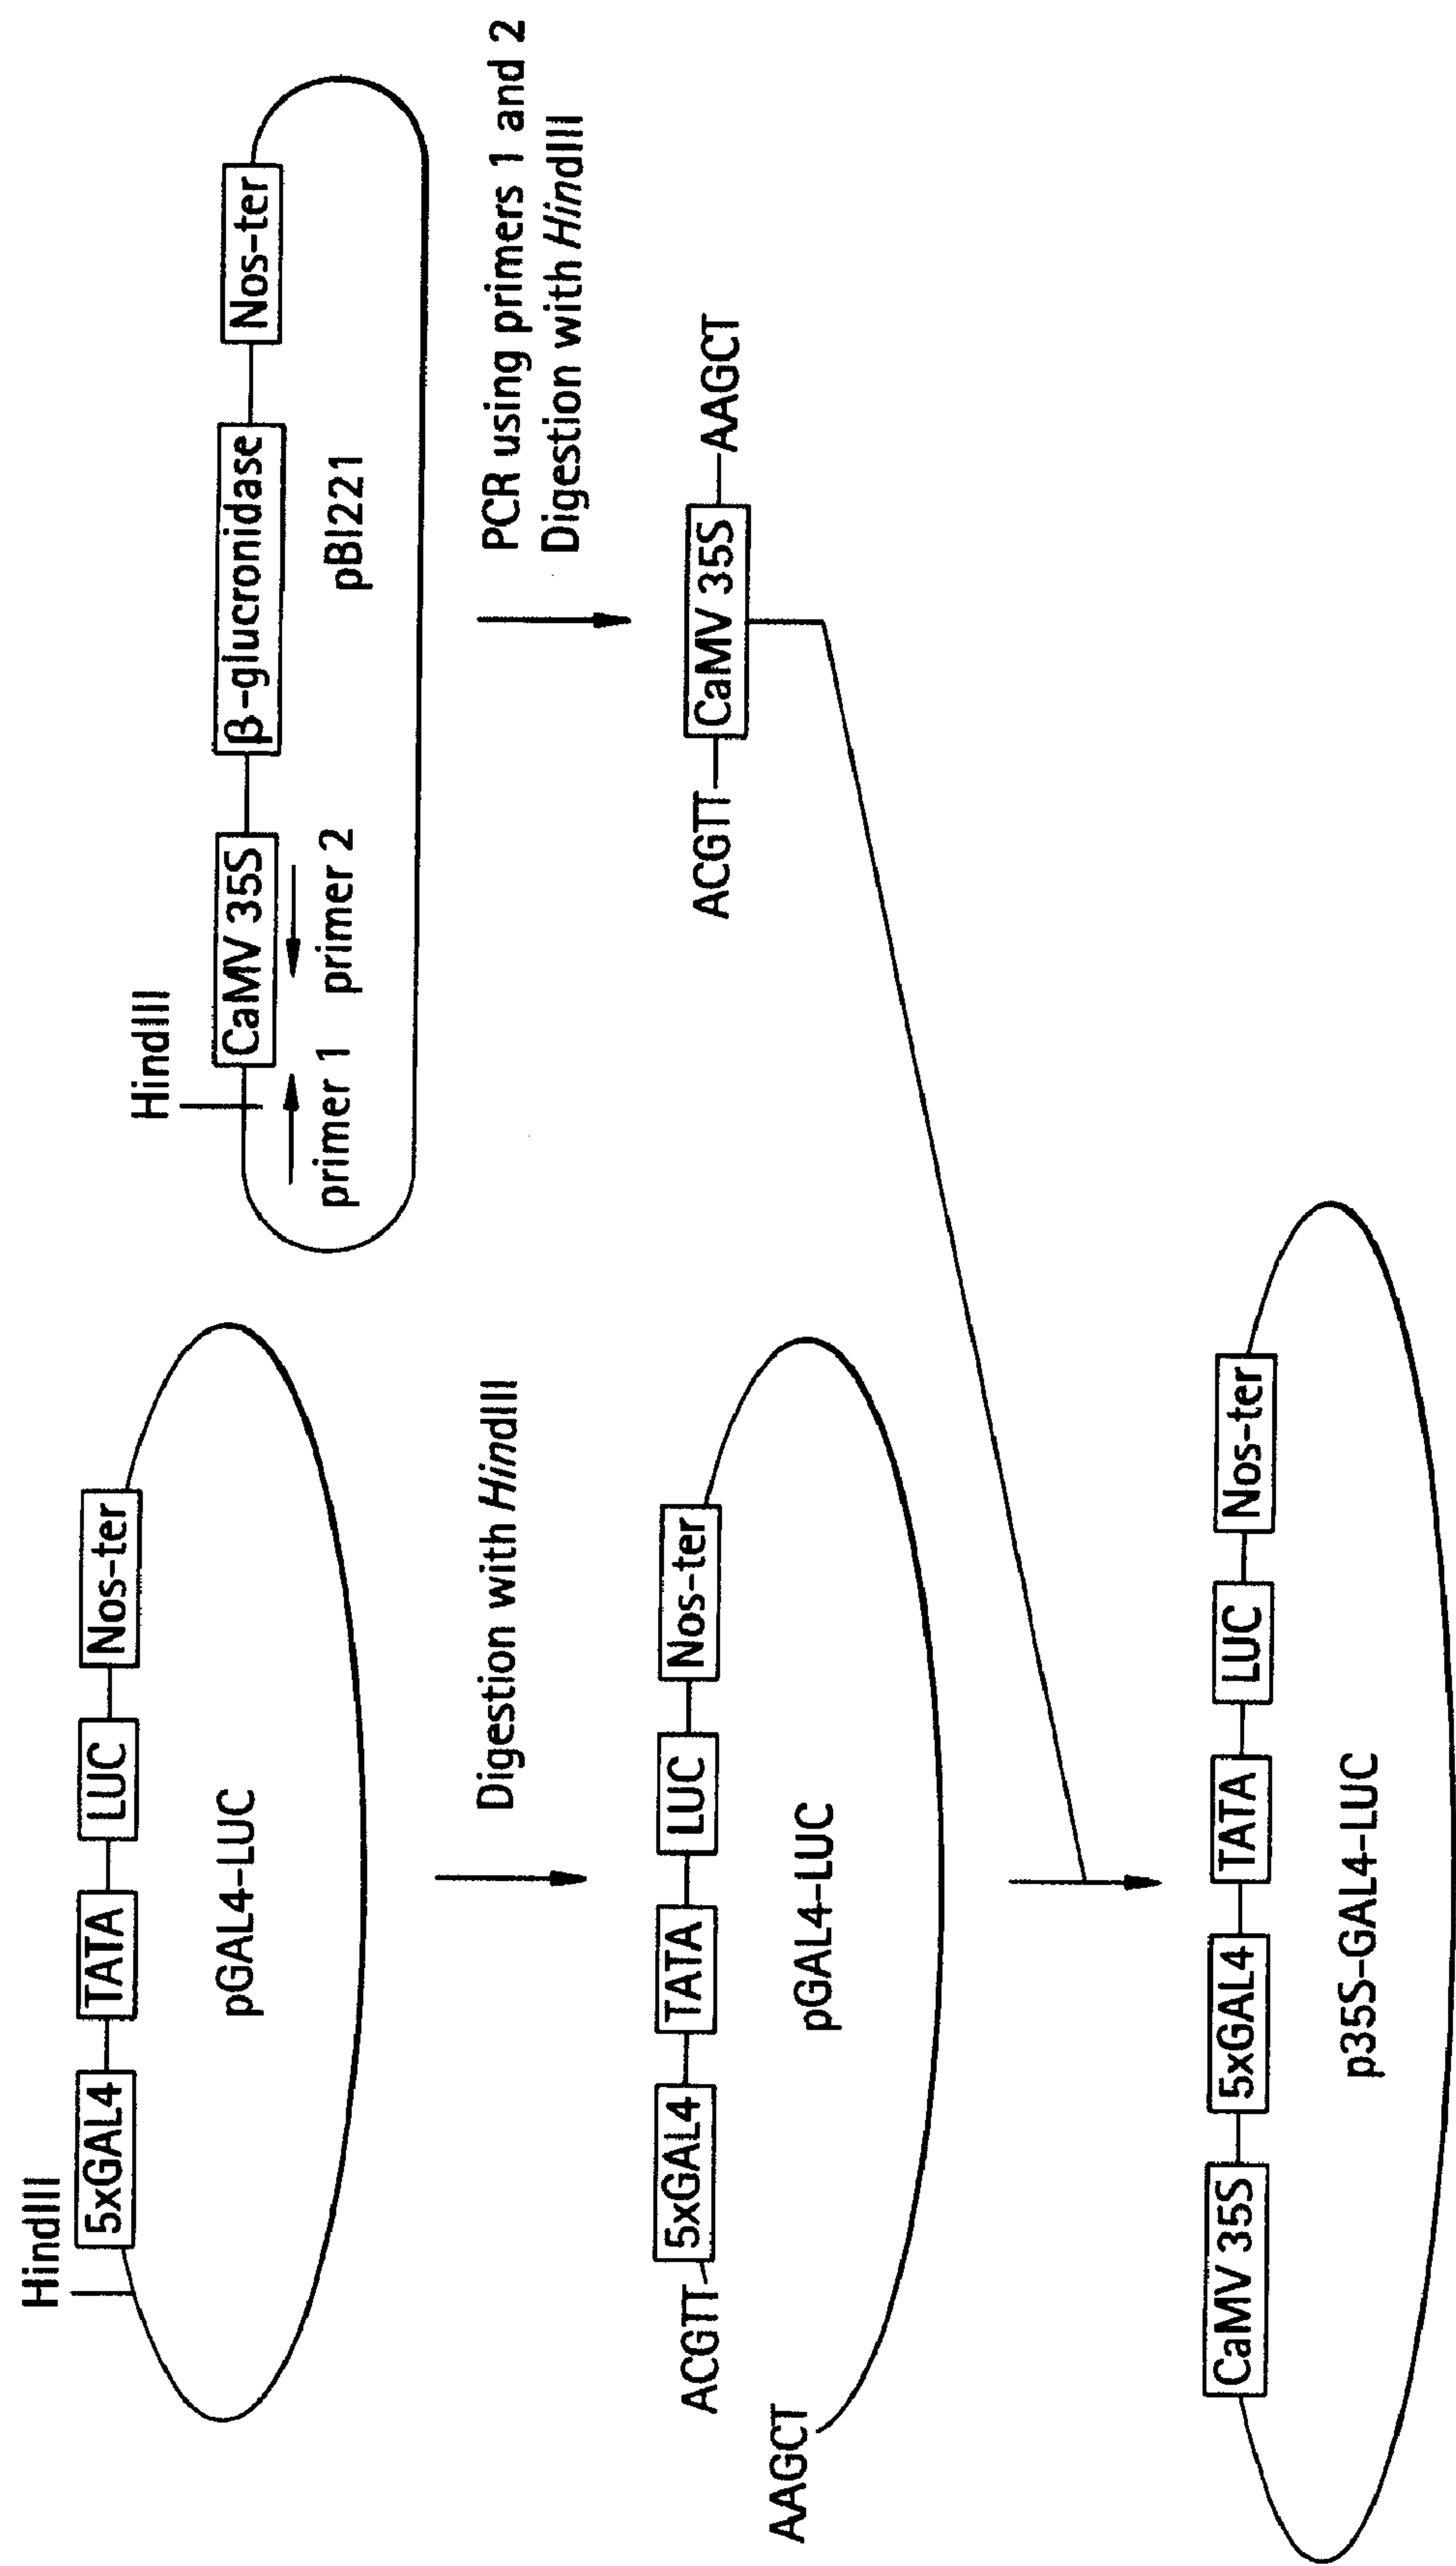 HindIII
5xGAL4
TATA
LUC
Nos-ter
pGAL4-LUC
HindIII
CaMV 35S
β-glucronidase
Nos-ter
primer 1
primer 2
pBI221
Digestion with HindIII
PCR using primers 1 and 2
Digestion with HindIII
ACGTT
5xGAL4
TATA
LUC
Nos-ter
AAGCT
pGAL4-LUC
ACGTT
CaMV 35S
AAGCT
CaMV 35S
5xGAL4
TATA
LUC
Nos-ter
p35S-GAL4-LUC